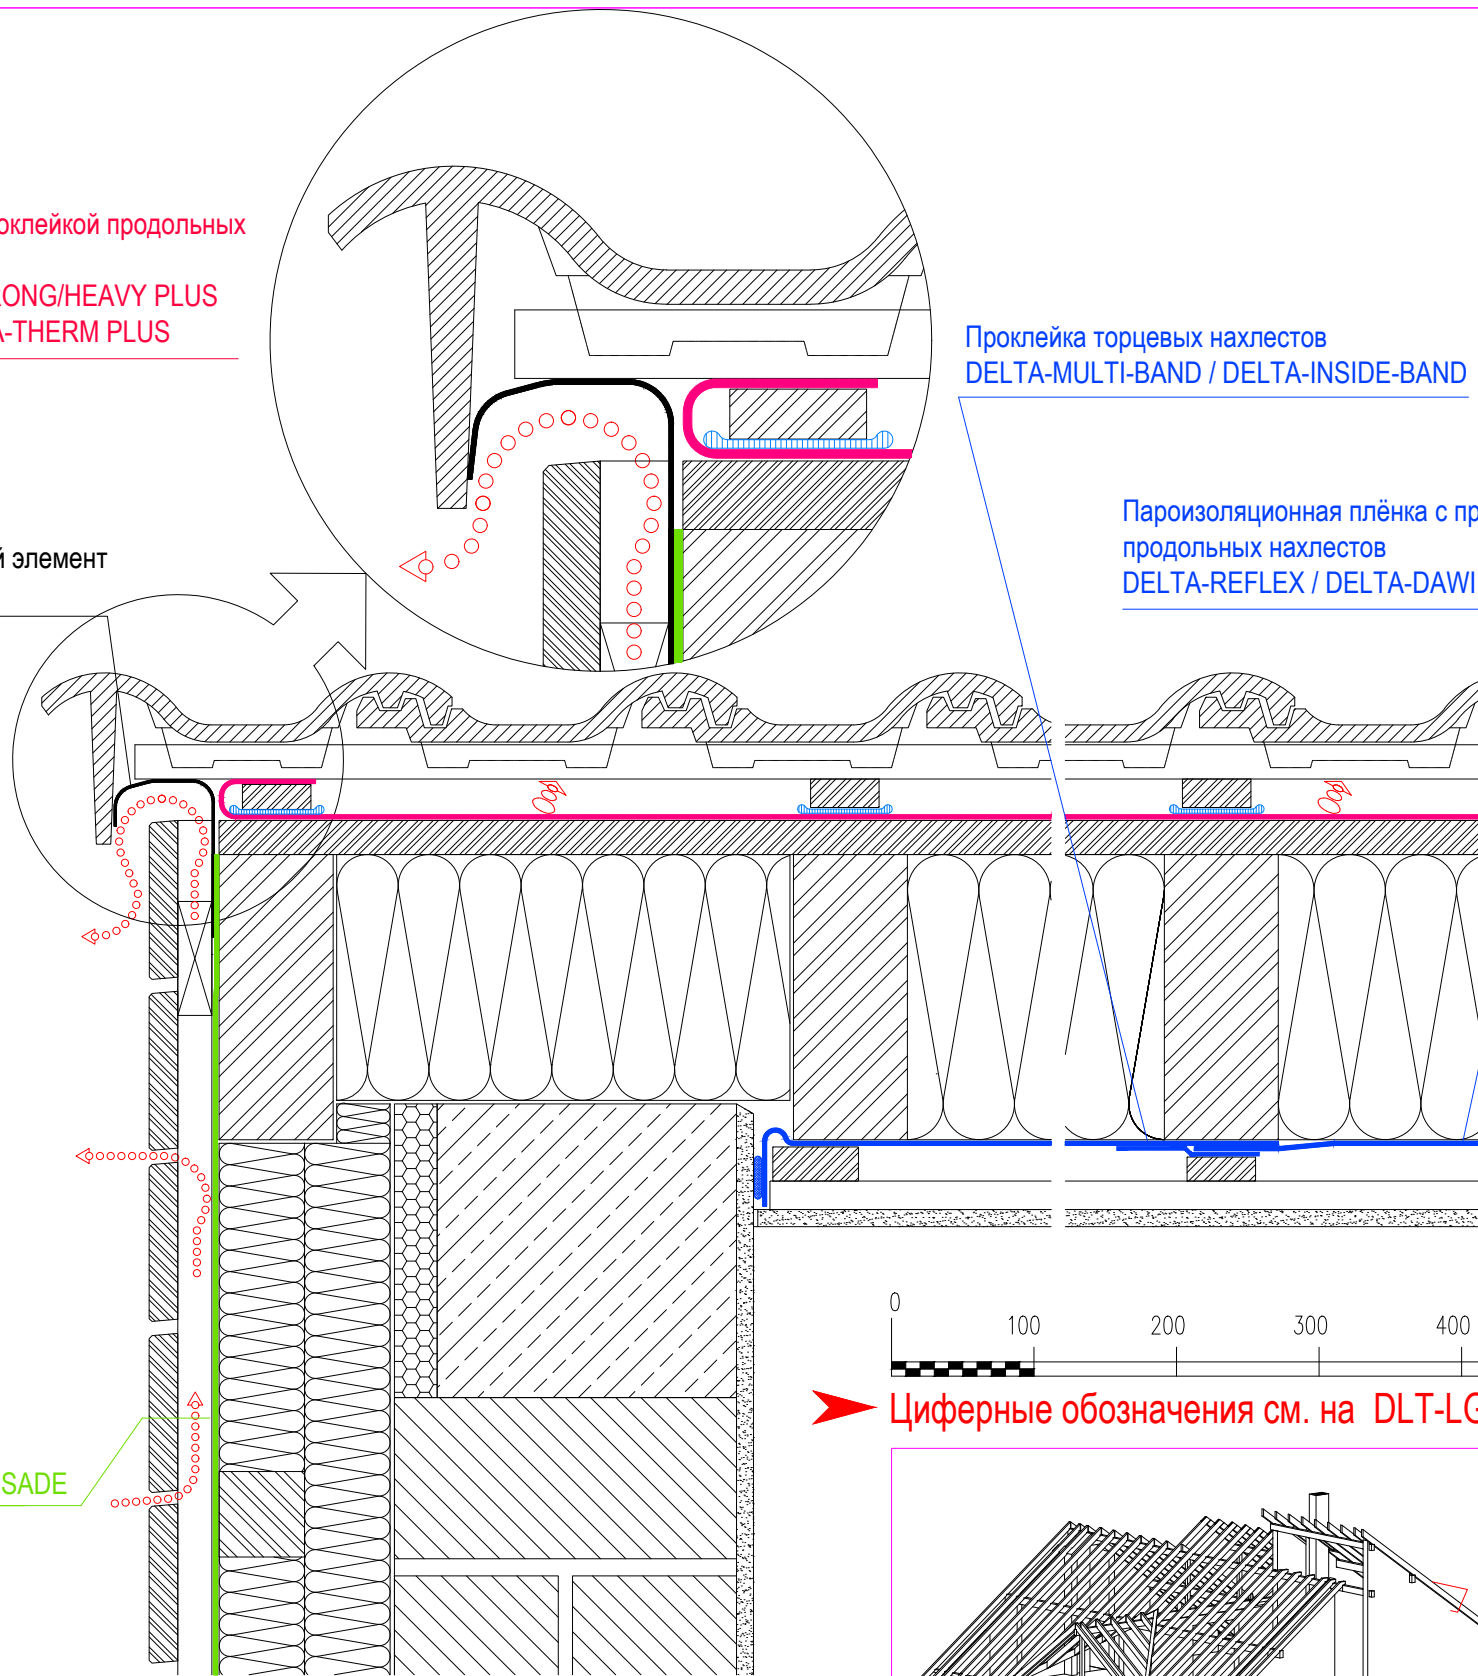 оклейкой продольных
RONG/HEAVY PLUS
A-THERM PLUS
Проклейка торцевых нахлестов
DELTA-MULTI-BAND / DELTA-INSIDE-BAND
Пароизоляционная плёнка с пр
продольных нахлестов
DELTA-REFLEX / DELTA-DAWI
й элемент
0
100 200 300 400
Циферные обозначения см. на DLT-LG
SADE